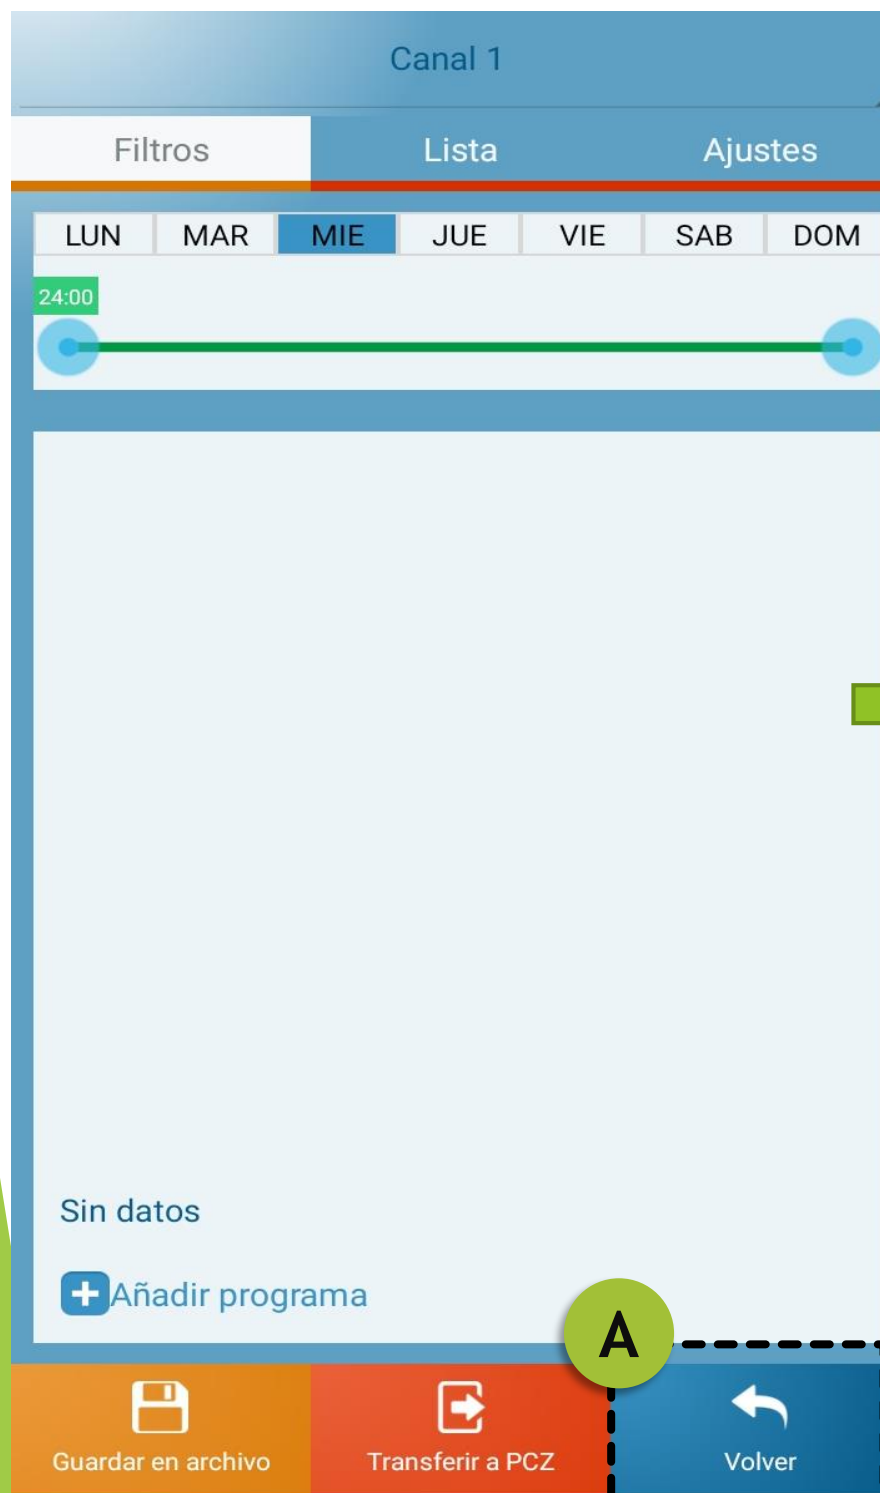 Canal 1
Filtros Lista Ajustes
LUN MAR MIE JUE VIE SAB DOM
24:00
Sin datos
Añadir programa
A
Guardar en archivo Transferir a PCZ Volver